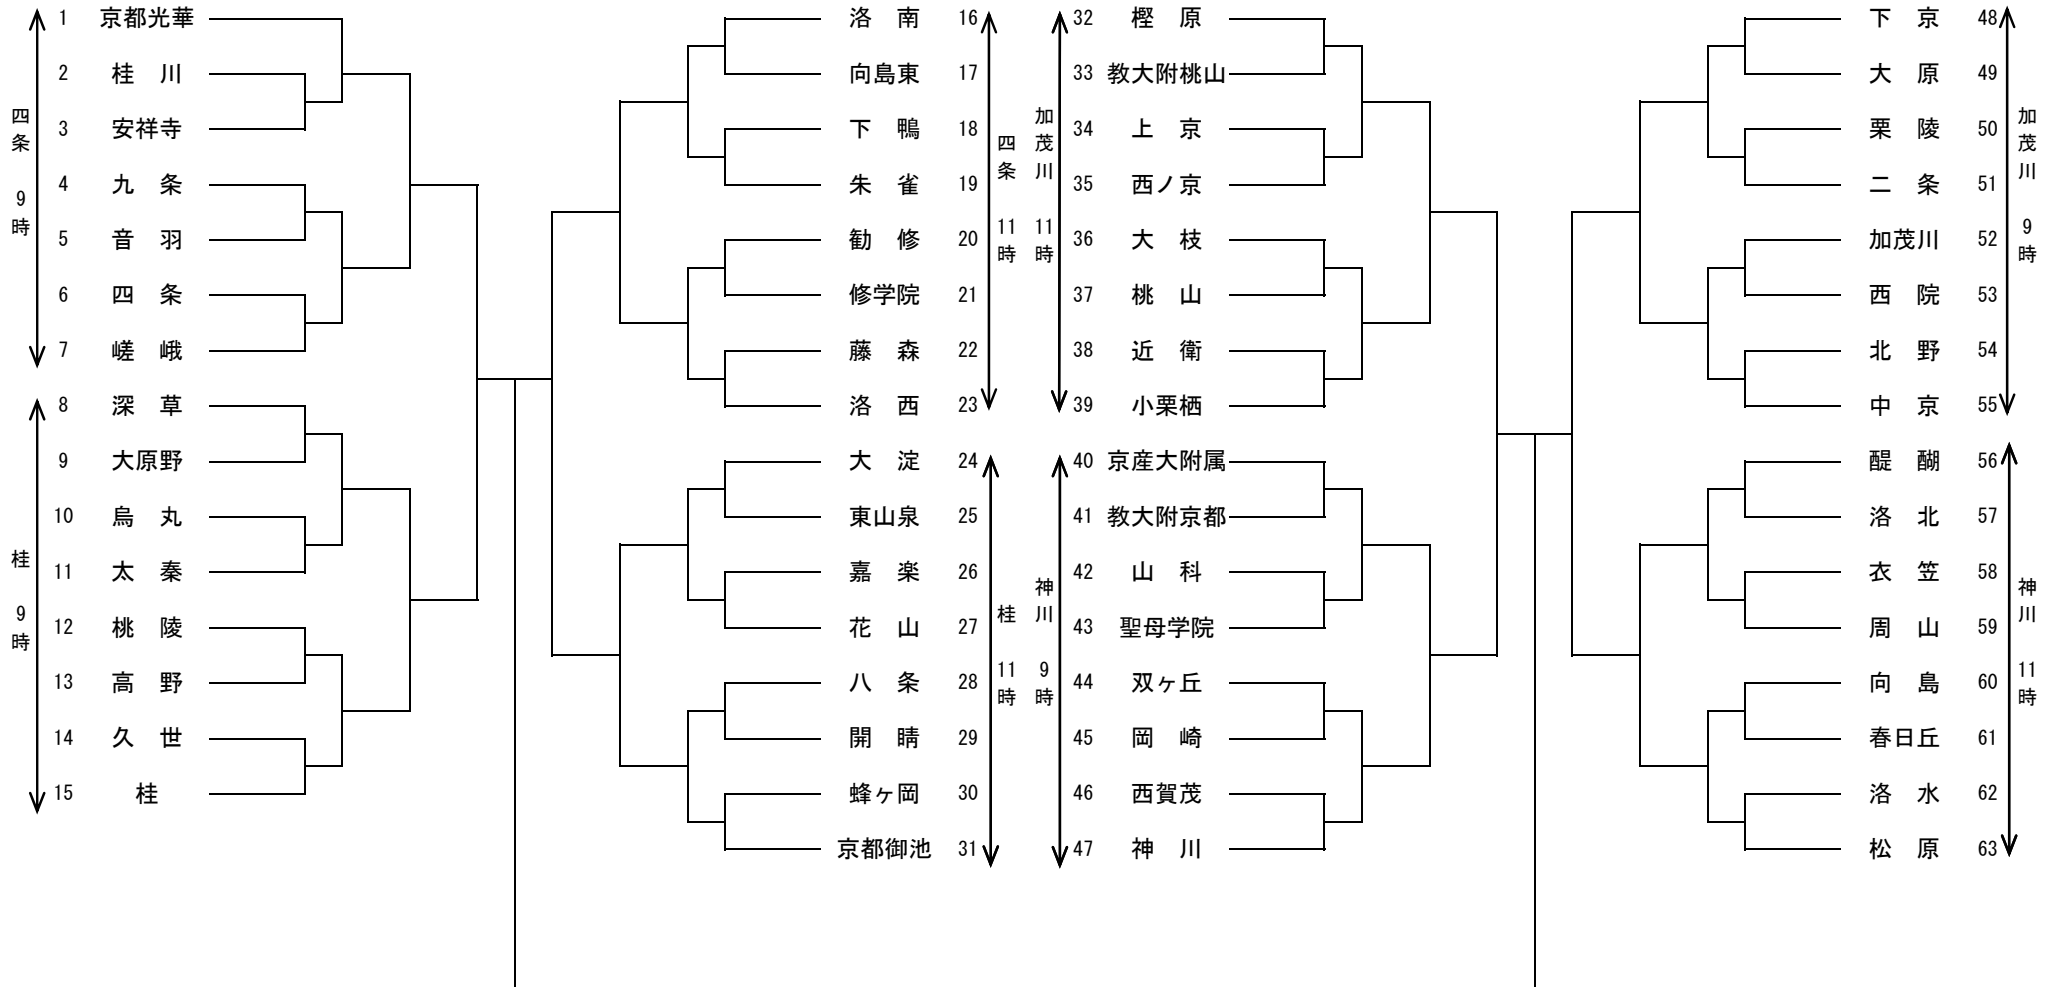 四条 9時
1 京都光華
2 桂川
3 安祥寺
4 九条
5 音羽
6 四条
7 嵯峨
桂 9時
8 深草
9 大原野
10 烏丸
11 太秦
12 桃陵
13 高野
14 久世
15 桂
洛南 16
向島東 17
下鴨 18
朱雀 19
勧修 20
修学院 21
藤森 22
洛西 23
四条 11時
大淀 24
東山泉 25
嘉楽 26
花山 27
八条 28
開睛 29
蜂ヶ岡 30
京都御池 31
桂 11時
加茂川 11時
32 樫原
33 教大附桃山
34 上京
35 西ノ京
36 大枝
37 桃山
38 近衛
39 小栗栖
神川 9時
40 京産大附属
41 教大附京都
42 山科
43 聖母学院
44 双ヶ丘
45 岡崎
46 西賀茂
47 神川
下京 48
大原 49
栗陵 50
二条 51
加茂川 52
西院 53
北野 54
中京 55
加茂川 9時
醍醐 56
洛北 57
衣笠 58
周山 59
向島 60
春日丘 61
洛水 62
松原 63
神川 11時